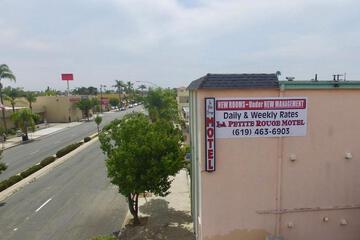 NEW ROOMS - Under NEW MANAGEMENT
Daily & Weekly Rates
LA PETITE ROUGE MOTEL
(619) 463-6903
MOTEL